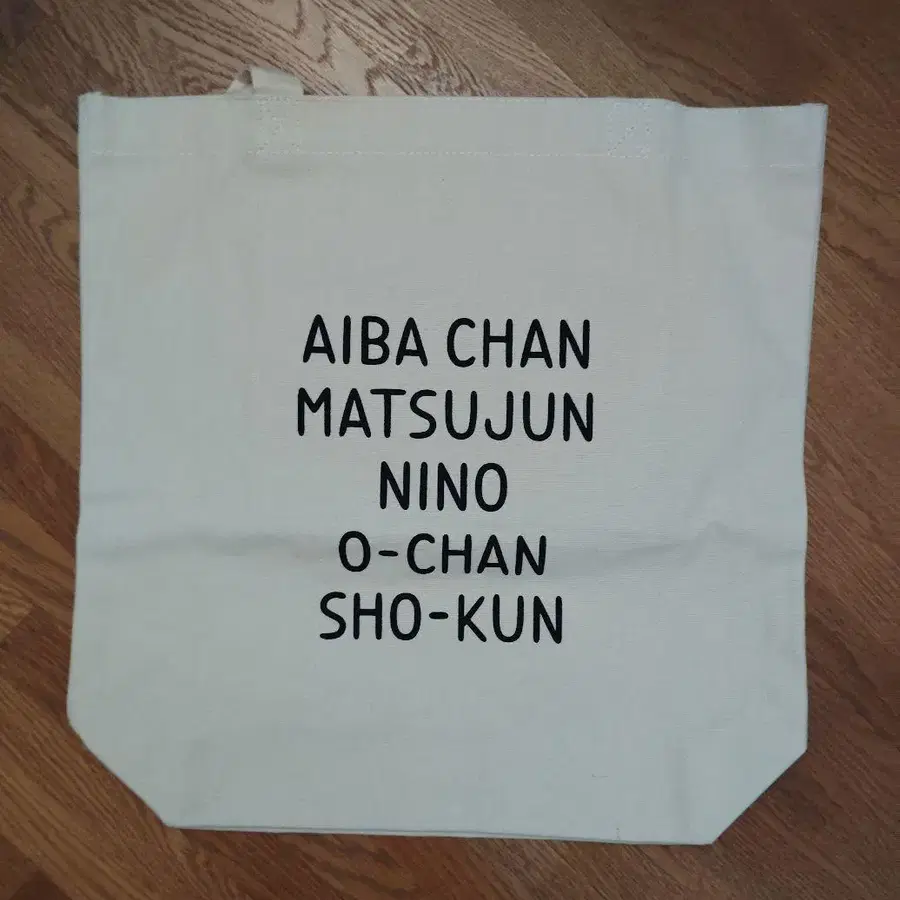 AIBA CHAN
MATSUJUN
NINO
O-CHAN
SHO-KUN